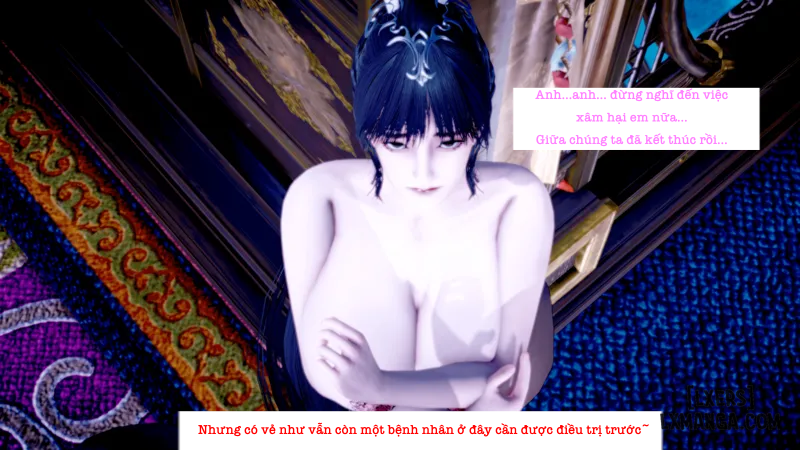 Anh...anh... đừng nghĩ đến việc
xâm hại em nữa...
Giữa chúng ta đã kết thúc rồi...
Nhưng có vẻ như vẫn còn một bệnh nhân ở đây cần được điều trị trước~